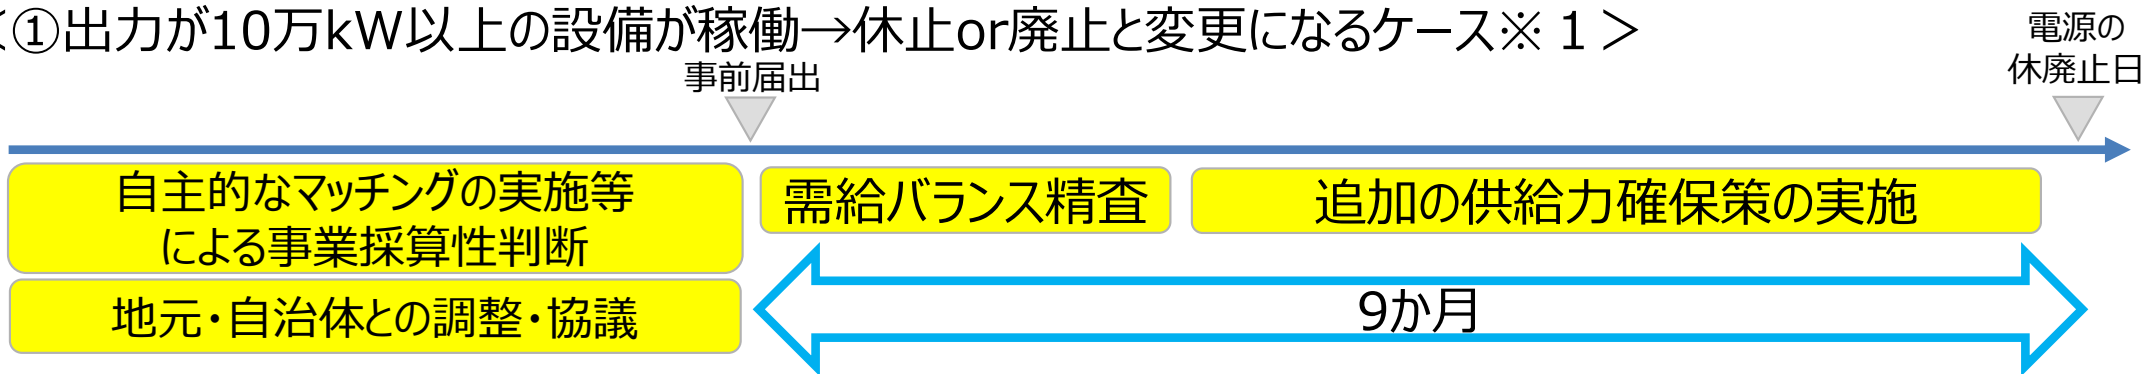 <①出力が10万kW以上の設備が稼働→休止or廃止と変更になるケース※1>
電源の
休廃止日
事前届出
自主的なマッチングの実施等
による事業採算性判断
需給バランス精査
追加の供給力確保策の実施
地元・自治体との調整・協議
9か月